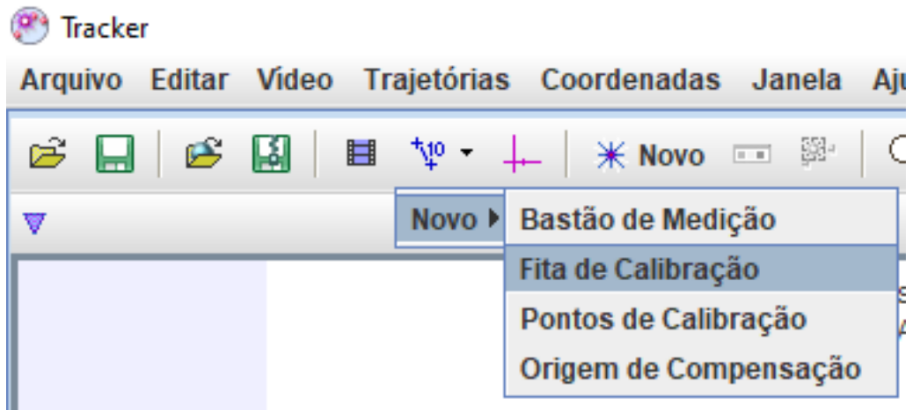 Tracker
Arquivo Editar Vídeo Trajetórias Coordenadas Janela
10 Novo
Novo
Bastão de Medição
Fita de Calibração
Pontos de Calibração
Origem de Compensação